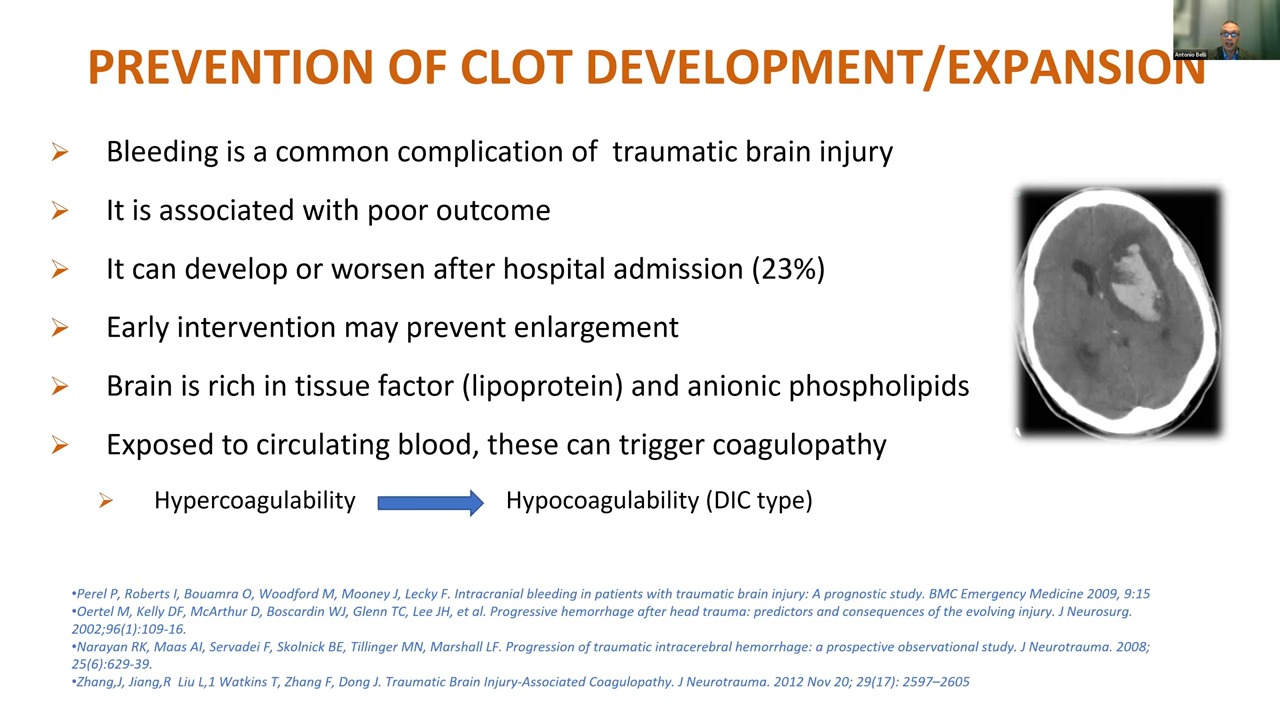 PREVENTION OF CLOT DEVELOPMENT/EXPANSION
Antonio Belli
Bleeding is a common complication of  traumatic brain injury
It is associated with poor outcome
It can develop or worsen after hospital admission (23%)
Early intervention may prevent enlargement
Brain is rich in tissue factor (lipoprotein) and anionic phospholipids
Exposed to circulating blood, these can trigger coagulopathy
Hypercoagulability Hypocoagulability (DIC type)
•Perel P, Roberts I, Bouamra O, Woodford M, Mooney J, Lecky F. Intracranial bleeding in patients with traumatic brain injury: A prognostic study. BMC Emergency Medicine 2009, 9:15
•Oertel M, Kelly DF, McArthur D, Boscardin WJ, Glenn TC, Lee JH, et al. Progressive hemorrhage after head trauma: predictors and consequences of the evolving injury. J Neurosurg.
2002;96(1):109-16.
•Narayan RK, Maas AI, Servadei F, Skolnick BE, Tillinger MN, Marshall LF. Progression of traumatic intracerebral hemorrhage: a prospective observational study. J Neurotrauma. 2008;
25(6):629-39.
•Zhang,J, Jiang,R  Liu L,1 Watkins T, Zhang F, Dong J. Traumatic Brain Injury-Associated Coagulopathy. J Neurotrauma. 2012 Nov 20; 29(17): 2597–2605